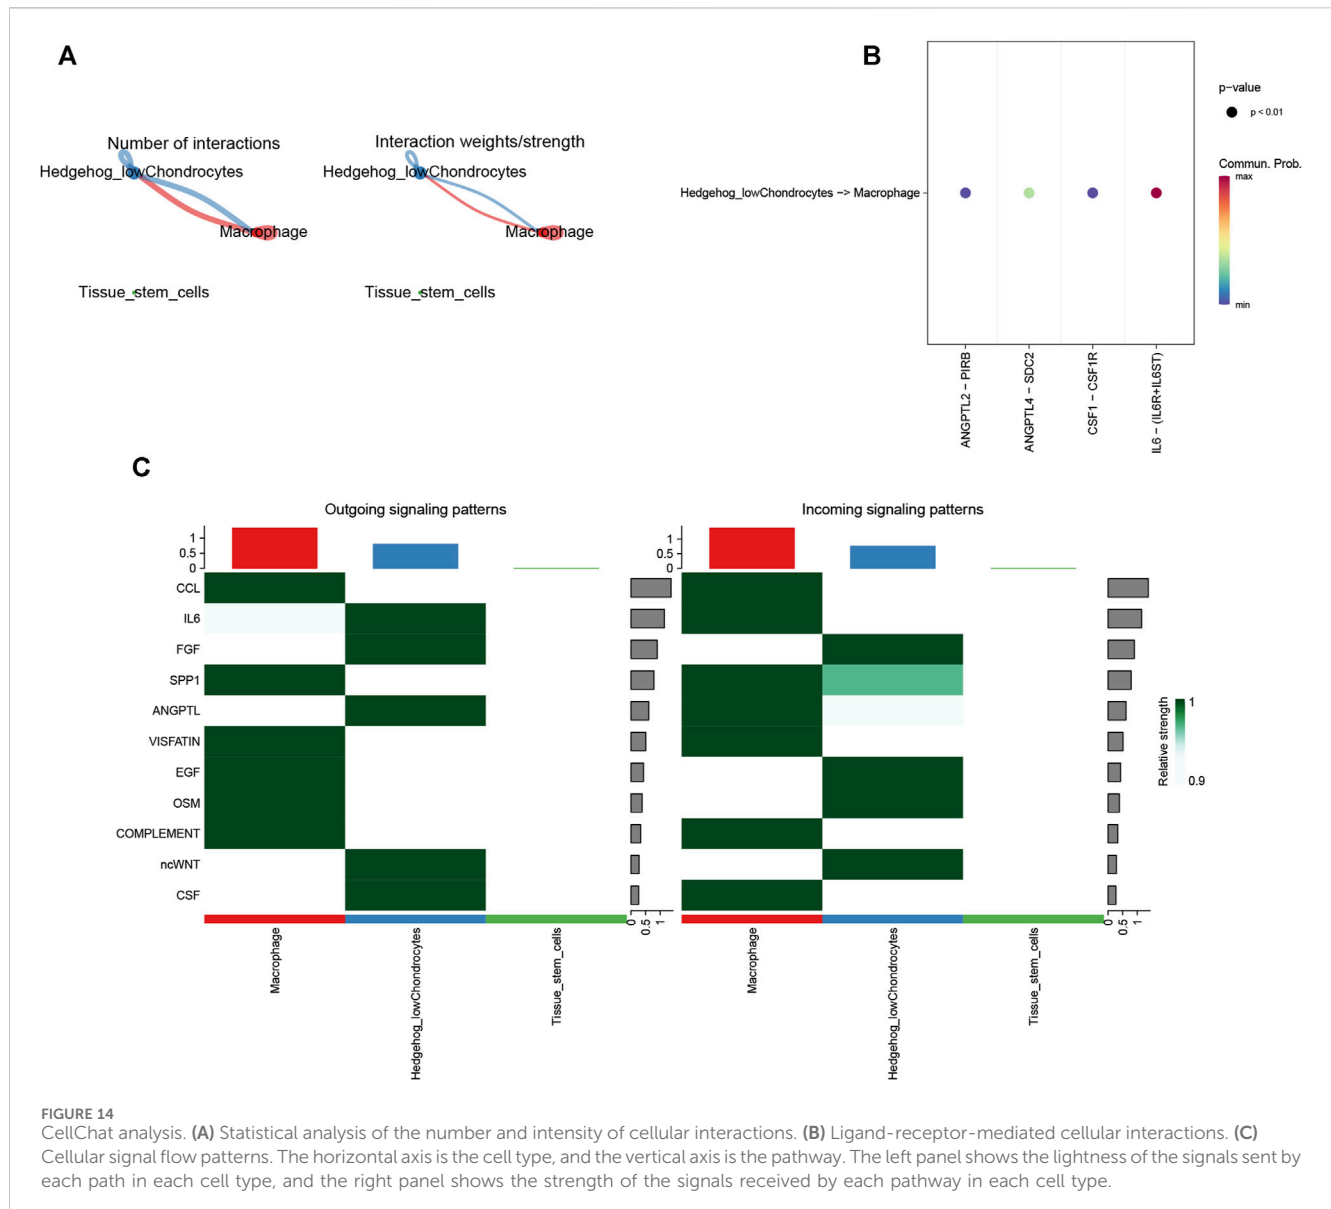 A
Number of interactions
Hedgehog_lowChondrocytes
Macrophage
Tissue_stem_cells
Interaction weights/strength
Hedgehog_lowChondrocytes
Macrophage
Tissue_stem_cells
B
Hedgehog_lowChondrocytes −> Macrophage
ANGPTL2 − PIRB
ANGPTL4 − SDC2
CSF1 − CSF1R
IL6 − (IL6R+IL6ST)
p−value
p < 0.01
Commun. Prob.
max
min
C
Outgoing signaling patterns
1
0.5
0
CCL
IL6
FGF
SPP1
ANGPTL
VISFATIN
EGF
OSM
COMPLEMENT
ncWNT
CSF
0
0.5
1
Macrophage
Hedgehog_lowChondrocytes
Tissue_stem_cells
Incoming signaling patterns
1
0.5
0
0
0.5
1
Macrophage
Hedgehog_lowChondrocytes
Tissue_stem_cells
Relative strength
1
0.9
FIGURE 14
CellChat analysis. (A) Statistical analysis of the number and intensity of cellular interactions. (B) Ligand-receptor-mediated cellular interactions. (C)
Cellular signal flow patterns. The horizontal axis is the cell type, and the vertical axis is the pathway. The left panel shows the lightness of the signals sent by
each path in each cell type, and the right panel shows the strength of the signals received by each pathway in each cell type.